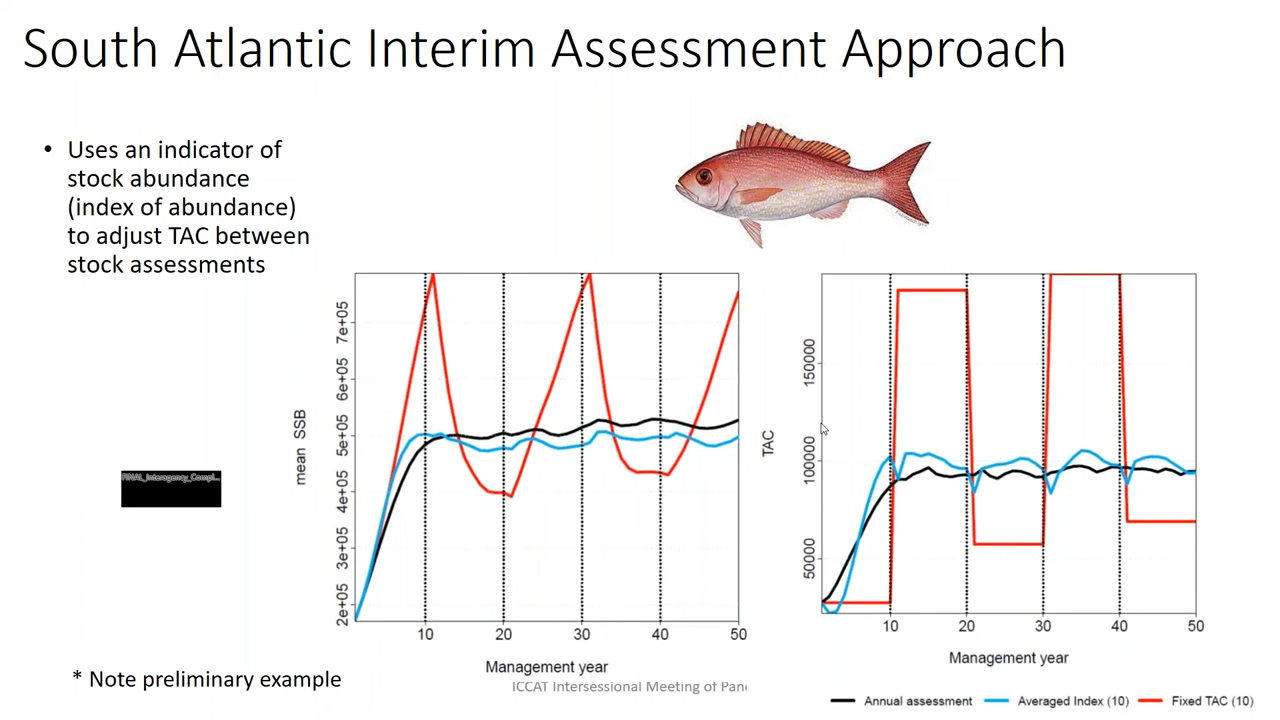 South Atlantic Interim Assessment Approach
• Uses an indicator of
stock abundance
(index of abundance)
to adjust TAC between
stock assessments
mean SSB
7e+05
6e+05
5e+05
4e+05
3e+05
2e+05
10 20 30 40 50
Management year
TAC
150000
100000
50000
10 20 30 40 50
Management year
FINAL_Interagency_Compl...
* Note preliminary example
ICCAT Intersessional Meeting of Pan
Annual assessment Averaged Index (10) Fixed TAC (10)